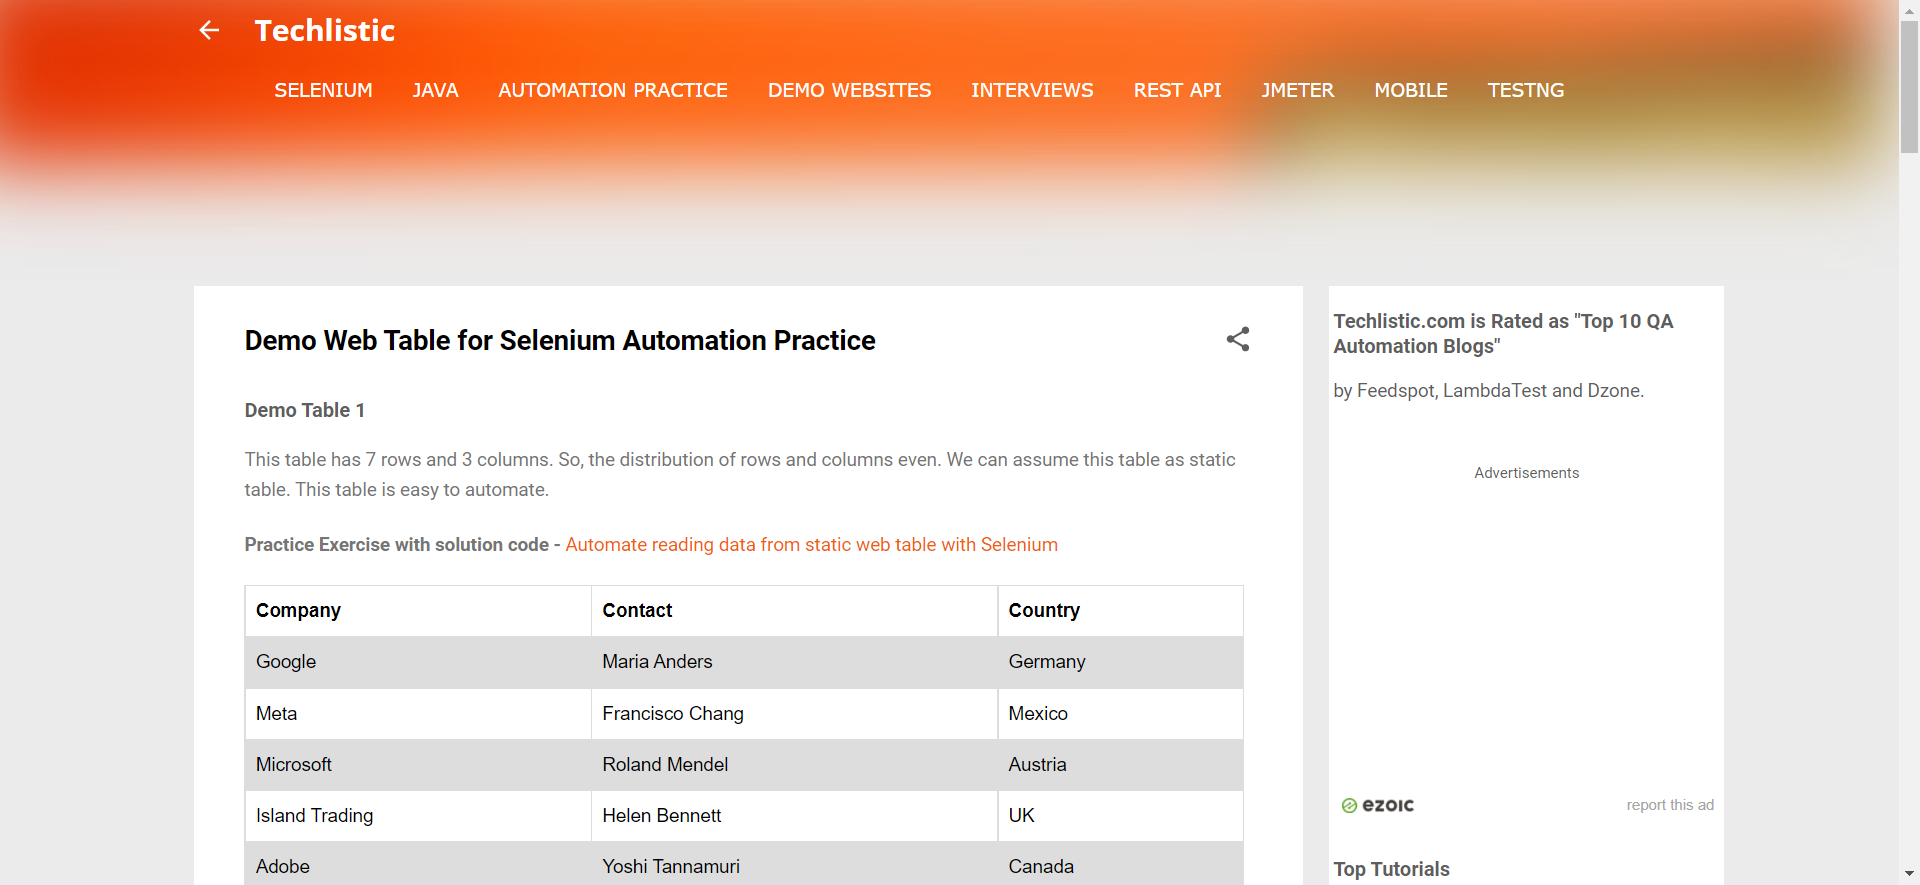 Techlistic
SELENIUM JAVA AUTOMATION PRACTICE DEMO WEBSITES INTERVIEWS REST API JMETER MOBILE TESTNG
Demo Web Table for Selenium Automation Practice
Demo Table 1
This table has 7 rows and 3 columns. So, the distribution of rows and columns even. We can assume this table as static
table. This table is easy to automate.
Practice Exercise with solution code - Automate reading data from static web table with Selenium
Company Contact Country
Google Maria Anders Germany
Meta Francisco Chang Mexico
Microsoft Roland Mendel Austria
Island Trading Helen Bennett UK
Adobe Yoshi Tannamuri Canada
Techlistic.com is Rated as "Top 10 QA
Automation Blogs"
by Feedspot, LambdaTest and Dzone.
Advertisements
ezoic report this ad
Top Tutorials